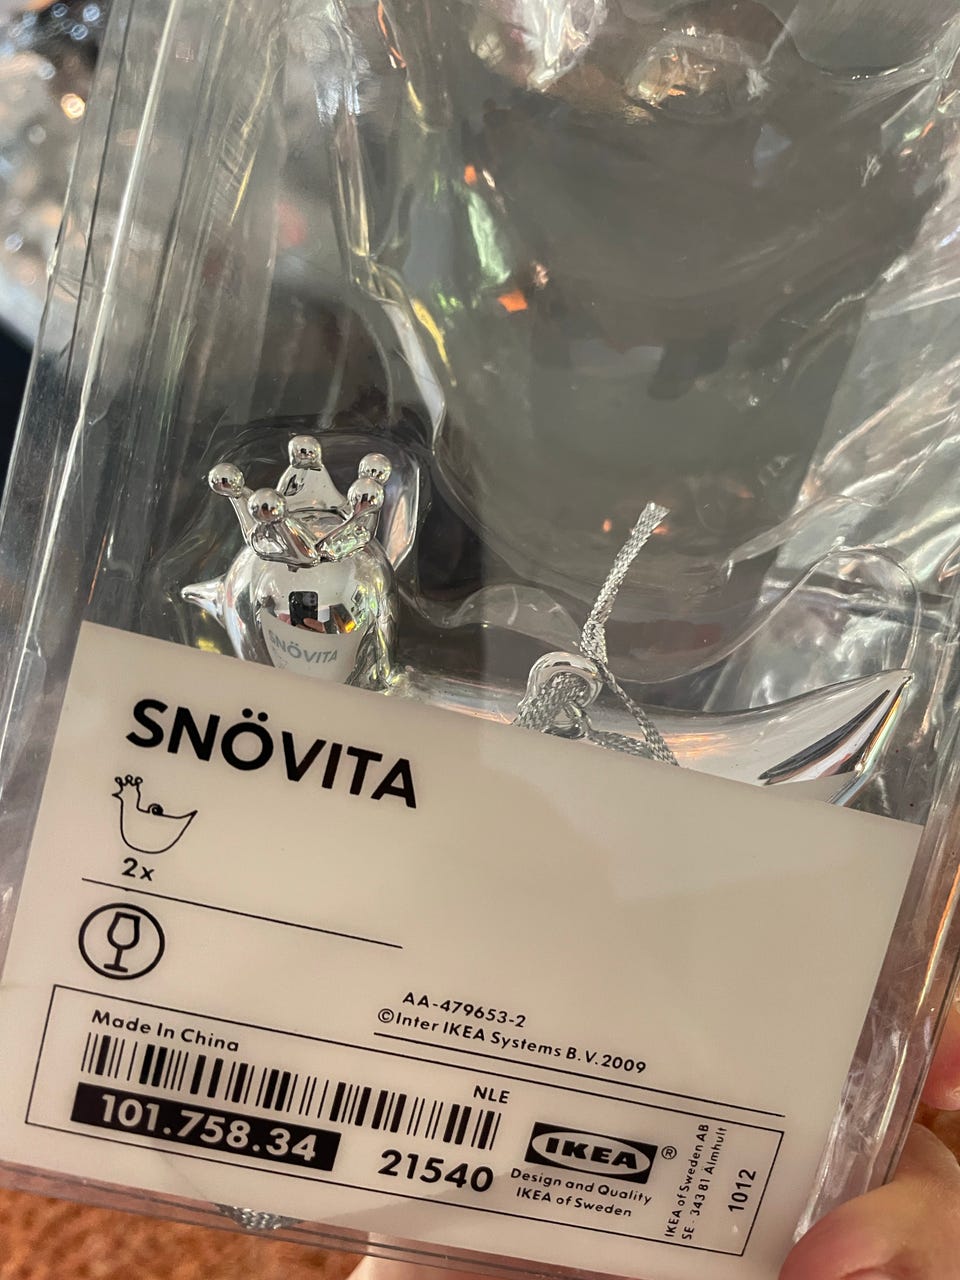 SNÖVITA
SNÖVITA
2x
AA-479653-2
©Inter IKEA Systems B.V.2009
Made In China
NLE
101.758.34
21540
IKEA®
Design and Quality
IKEA of Sweden
IKEA of Sweden AB
SE - 343 81 Älmhult
1012